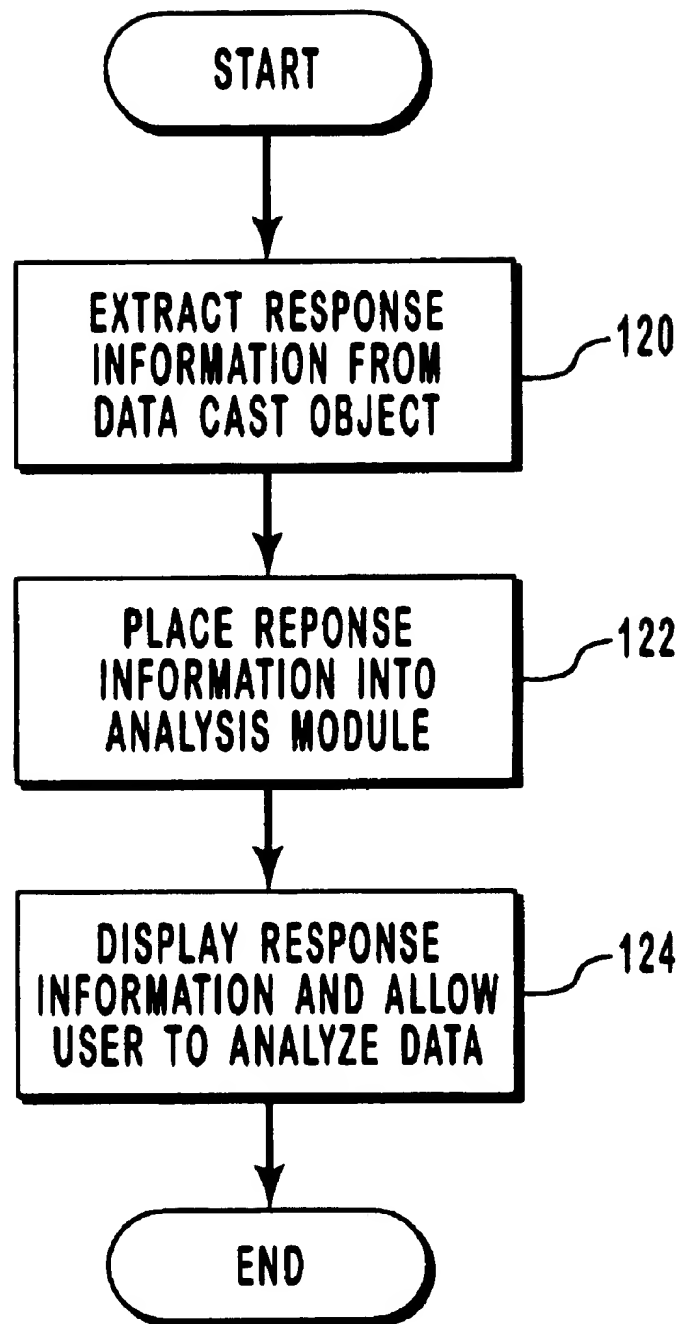 START
EXTRACT RESPONSE
INFORMATION FROM
DATA CAST OBJECT
120
PLACE REPONSE
INFORMATION INTO
ANALYSIS MODULE
122
DISPLAY RESPONSE
INFORMATION AND ALLOW
USER TO ANALYZE DATA
124
END